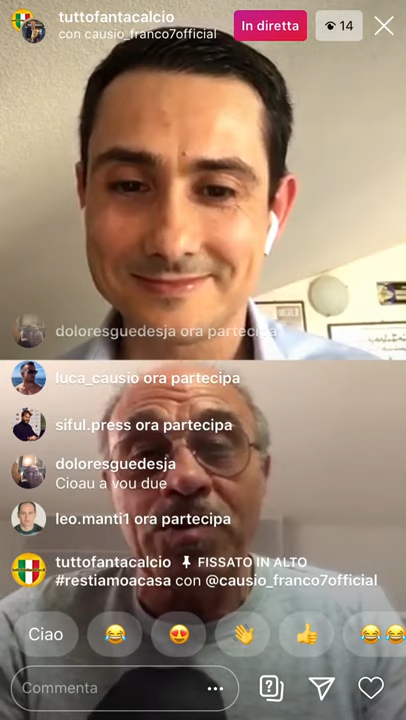 tuttofantacalcio
con causio_franco7official
In diretta
14
doloresguedesja ora partecipa
luca_causio ora partecipa
siful.press ora partecipa
doloresguedesja
Cioau a vou due
leo.manti1 ora partecipa
tuttofantacalcio FISSATO IN ALTO
#restiamoacasa con @causio_franco7official
Ciao
Commenta